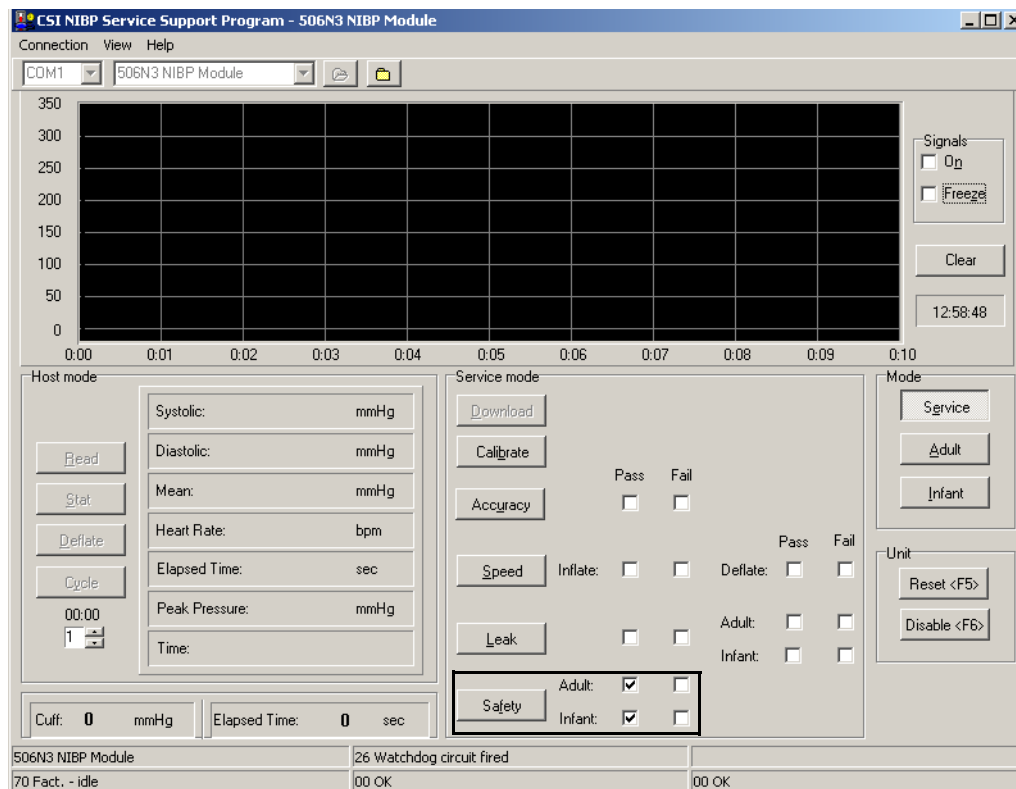 CSI NIBP Service Support Program - 506N3 NIBP Module
Connection View Help
COM1 506N3 NIBP Module
350
300
250
200
150
100
50
0
0:00 0:01 0:02 0:03 0:04 0:05 0:06 0:07 0:08 0:09 0:10
Signals
On
Freeze
Clear
12:58:48
Host mode
Read
Stat
Deflate
Cycle
00:00
1
Systolic: mmHg
Diastolic: mmHg
Mean: mmHg
Heart Rate: bpm
Elapsed Time: sec
Peak Pressure: mmHg
Time:
Cuff: 0 mmHg
Elapsed Time: 0 sec
Service mode
Download
Calibrate
Pass Fail
Accuracy
Pass Fail
Speed Inflate: Deflate:
Leak Adult:
Infant:
Safety Adult:
Infant:
Mode
Service
Adult
Infant
Unit
Reset <F5>
Disable <F6>
506N3 NIBP Module 26 Watchdog circuit fired
70 Fact. - idle 00 OK 00 OK